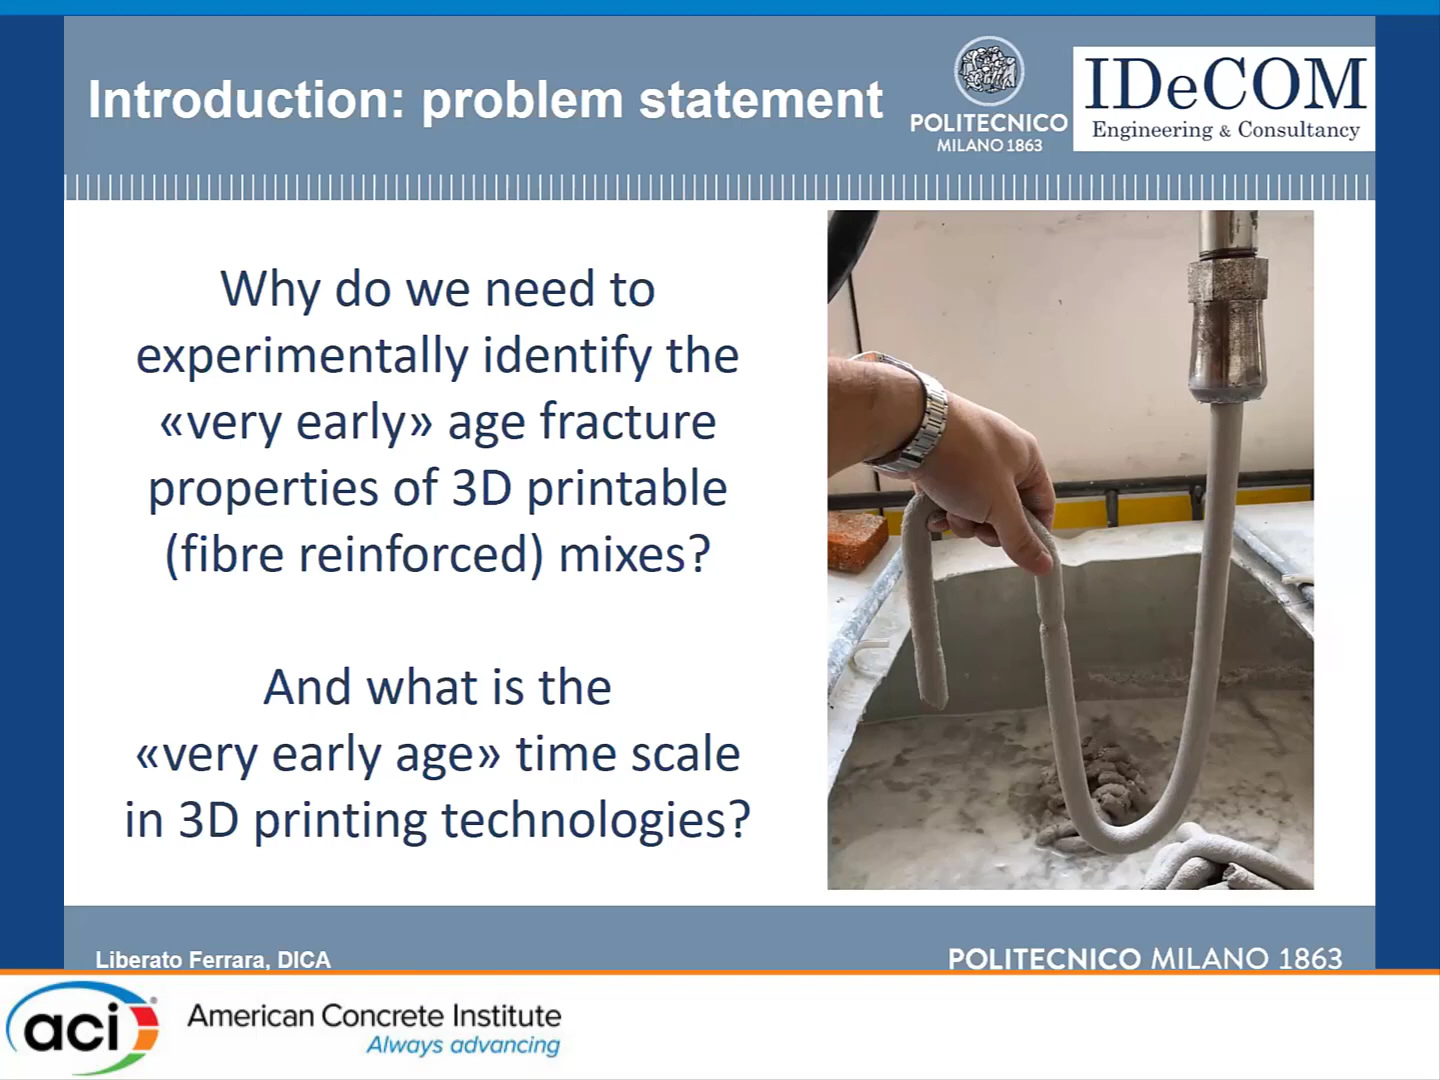 Introduction: problem statement
POLITECNICO
MILANO 1863
IDeCOM
Engineering & Consultancy
Why do we need to
experimentally identify the
«very early» age fracture
properties of 3D printable
(fibre reinforced) mixes?
And what is the
«very early age» time scale
in 3D printing technologies?
Liberato Ferrara, DICA
POLITECNICO MILANO 1863
aci®
American Concrete Institute
Always advancing